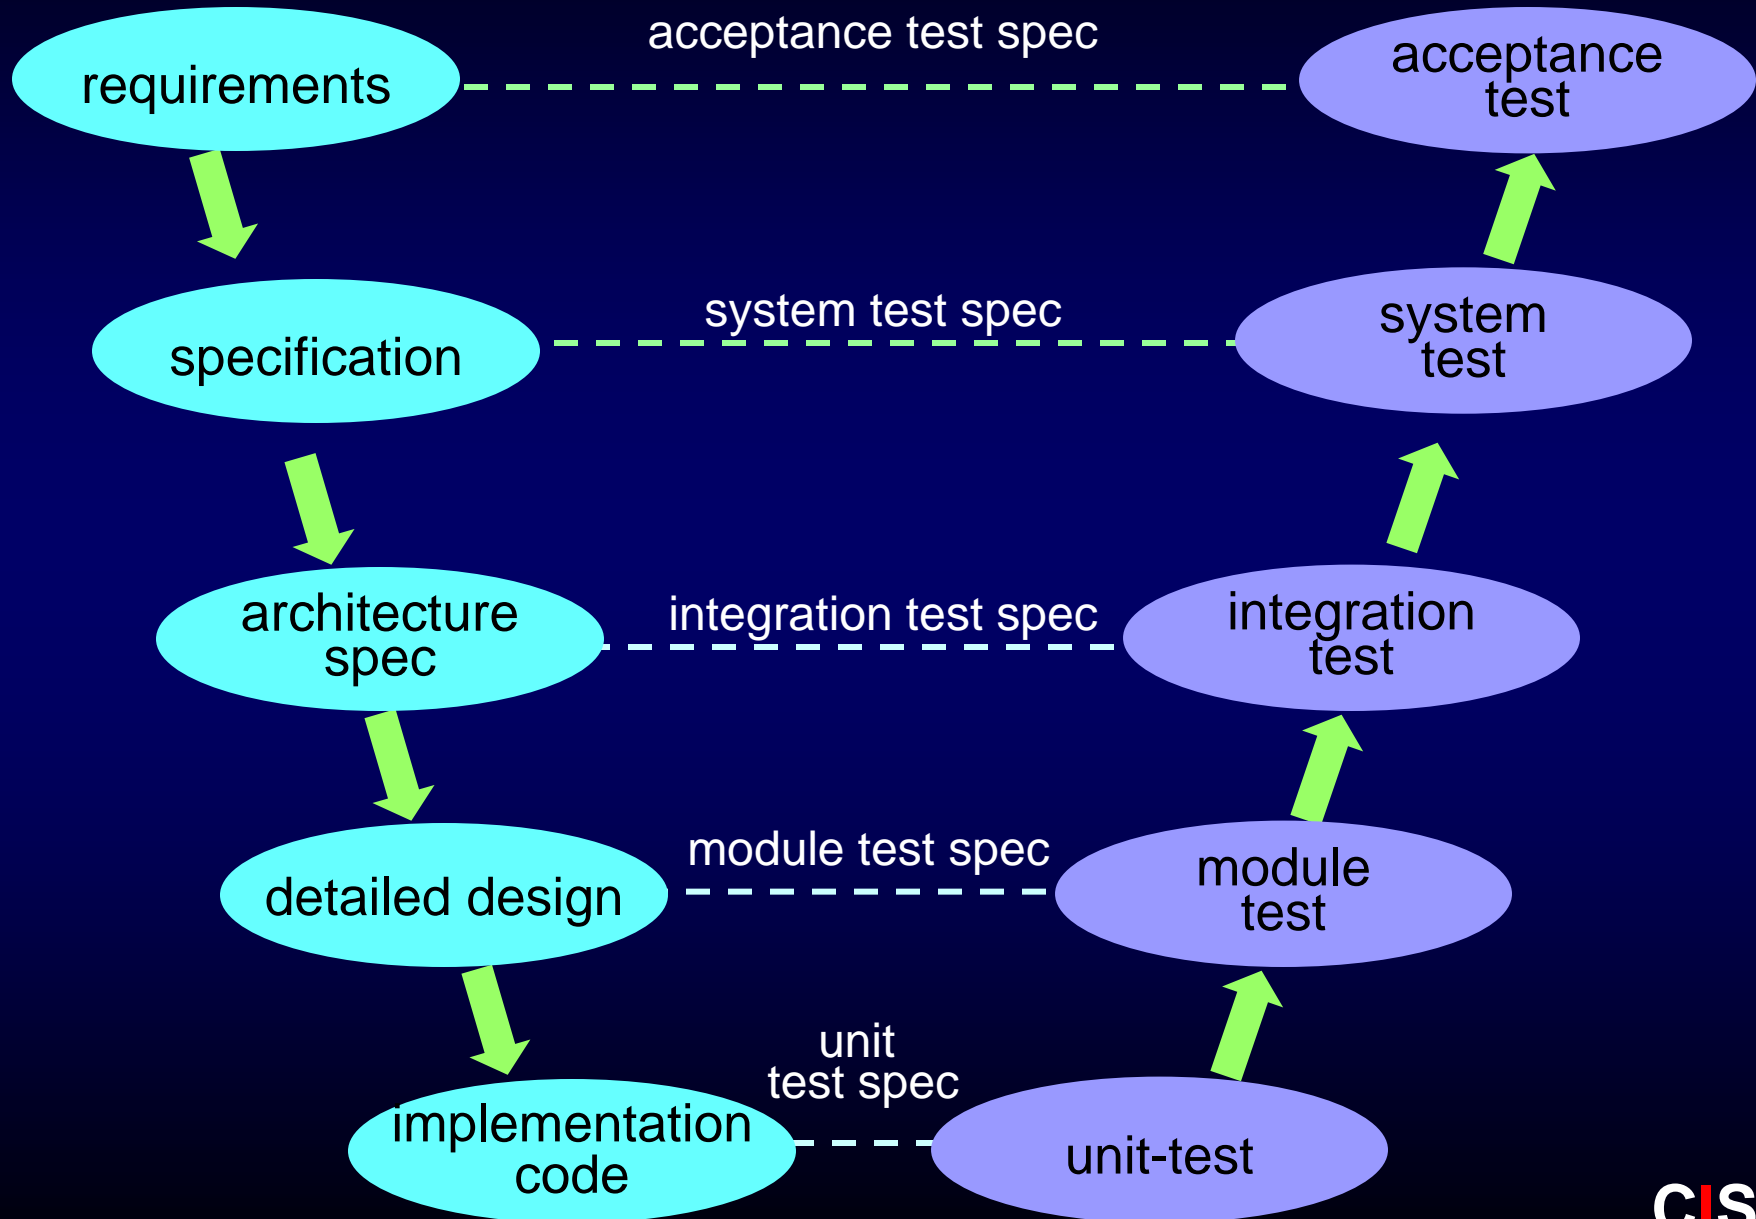 requirements
acceptance test spec
acceptance
test
specification
system test spec
system
test
architecture
spec
integration test spec
integration
test
detailed design
module test spec
module
test
implementation
code
unit
test spec
unit-test
CIS